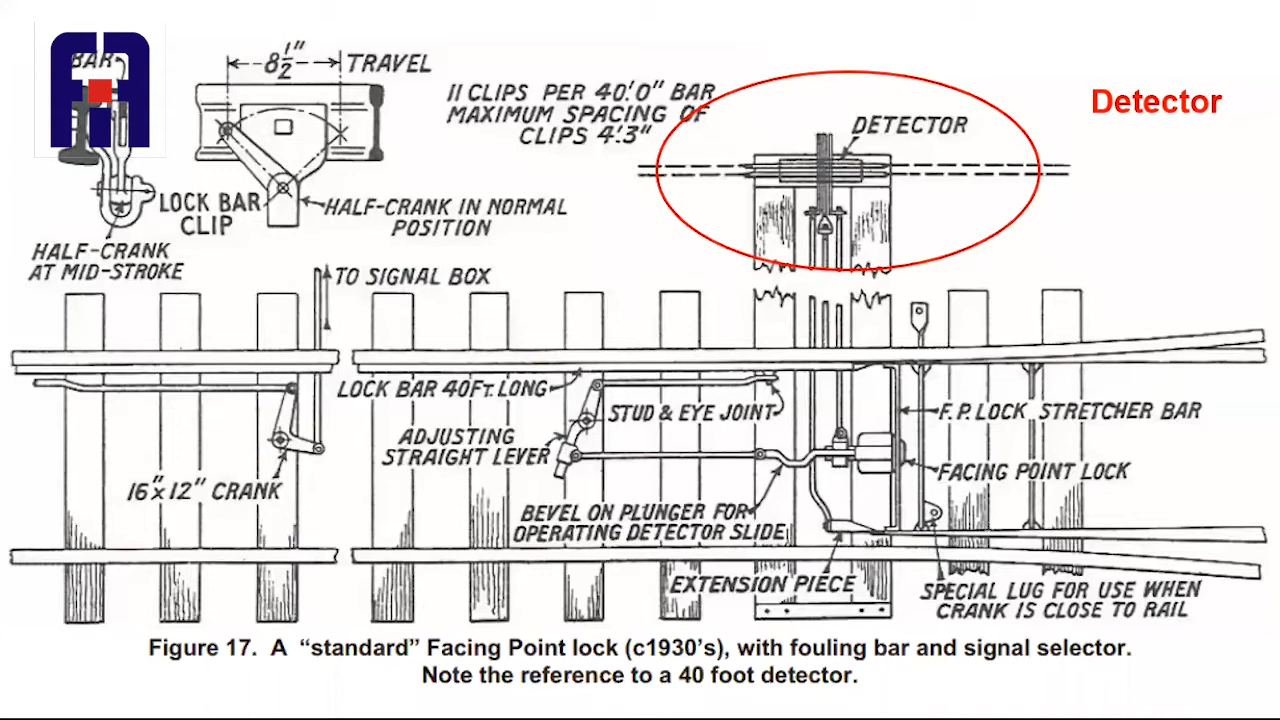 BAR
8 1/2" TRAVEL
LOCK BAR
CLIP
HALF-CRANK IN NORMAL
POSITION
HALF-CRANK
AT MID-STROKE
11 CLIPS PER 40'.0" BAR
MAXIMUM SPACING OF
CLIPS 4'.3"
DETECTOR
Detector
TO SIGNAL BOX
LOCK BAR 40FT. LONG
STUD & EYE JOINT
ADJUSTING
STRAIGHT LEVER
16"x12" CRANK
F.P. LOCK STRETCHER BAR
FACING POINT LOCK
BEVEL ON PLUNGER FOR
OPERATING DETECTOR SLIDE
EXTENSION PIECE
SPECIAL LUG FOR USE WHEN
CRANK IS CLOSE TO RAIL
Figure 17. A “standard” Facing Point lock (c1930’s), with fouling bar and signal selector.
Note the reference to a 40 foot detector.